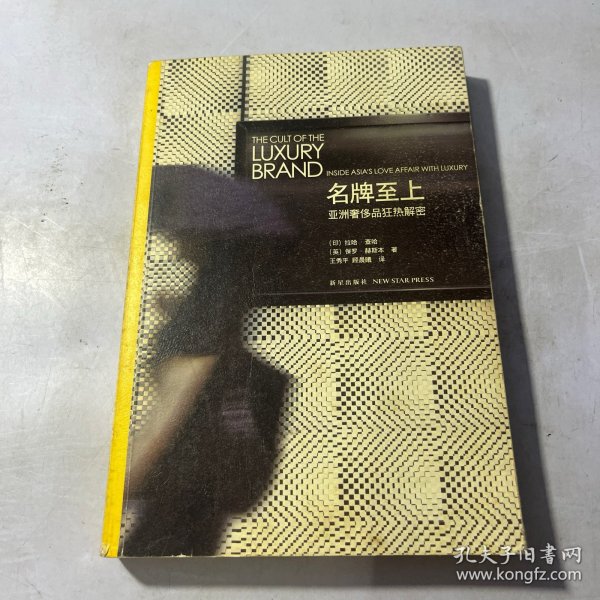 THE CULT OF THE
LUXURY
BRAND INSIDE ASIA'S LOVE AFFAIR WITH LUXURY
名牌至上
亚洲奢侈品狂热解密
(印) 拉哈·查哈
(英) 保罗·赫斯本 著
王秀平 顾晨曦 译
新星出版社 NEW STAR PRESS
孔夫子旧书网
www.kongfz.com